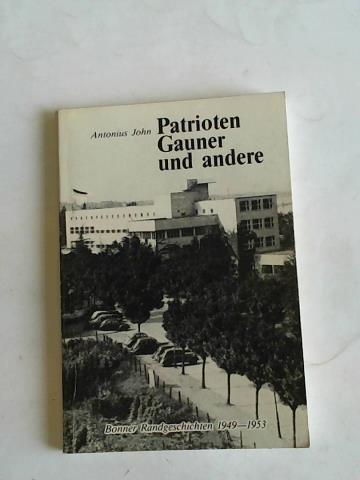 Antonius John
Patrioten
Gauner
und andere
Bonner Randgeschichten 1949—1953